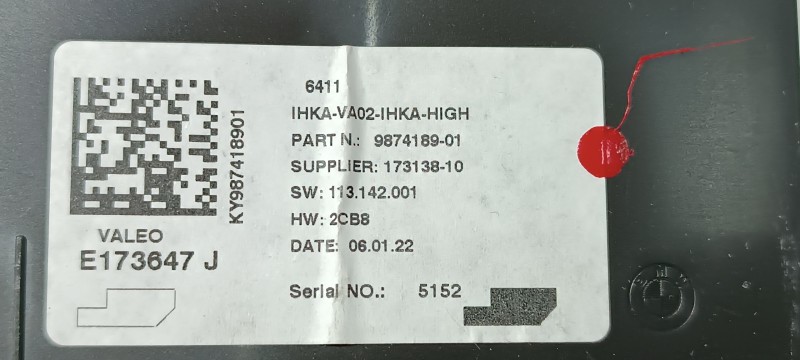 6411
IHKA-VA02-IHKA-HIGH
PART N.: 9874189-01
SUPPLIER: 173138-10
SW: 113.142.001
HW: 2CB8
DATE: 06.01.22
Serial NO.: 5152
KY987418901
VALEO
E173647 J
BMW